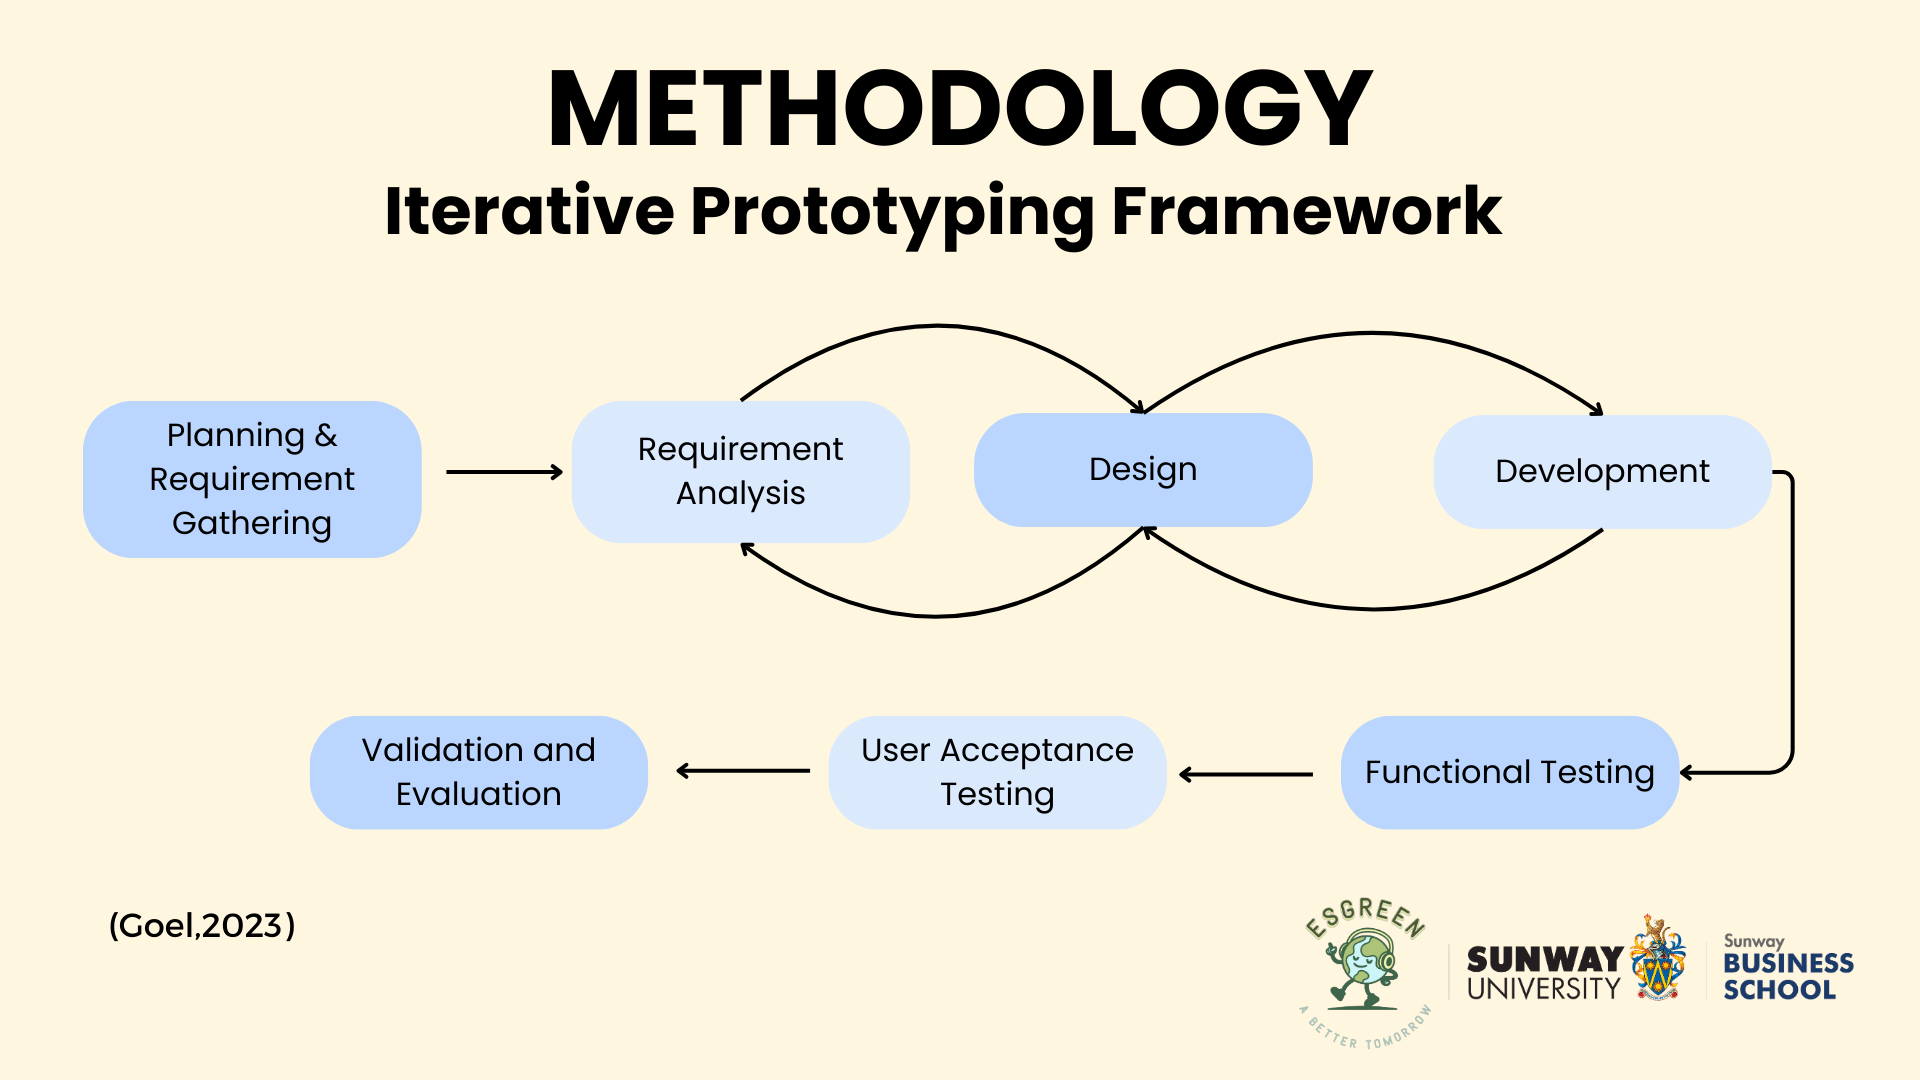 METHODOLOGY
Iterative Prototyping Framework
Planning &
Requirement
Gathering
Requirement
Analysis
Design
Development
Validation and
Evaluation
User Acceptance
Testing
Functional Testing
(Goel,2023)
ESGREEN
A BETTER TOMORROW
SUNWAY
UNIVERSITY
Sunway
BUSINESS
SCHOOL